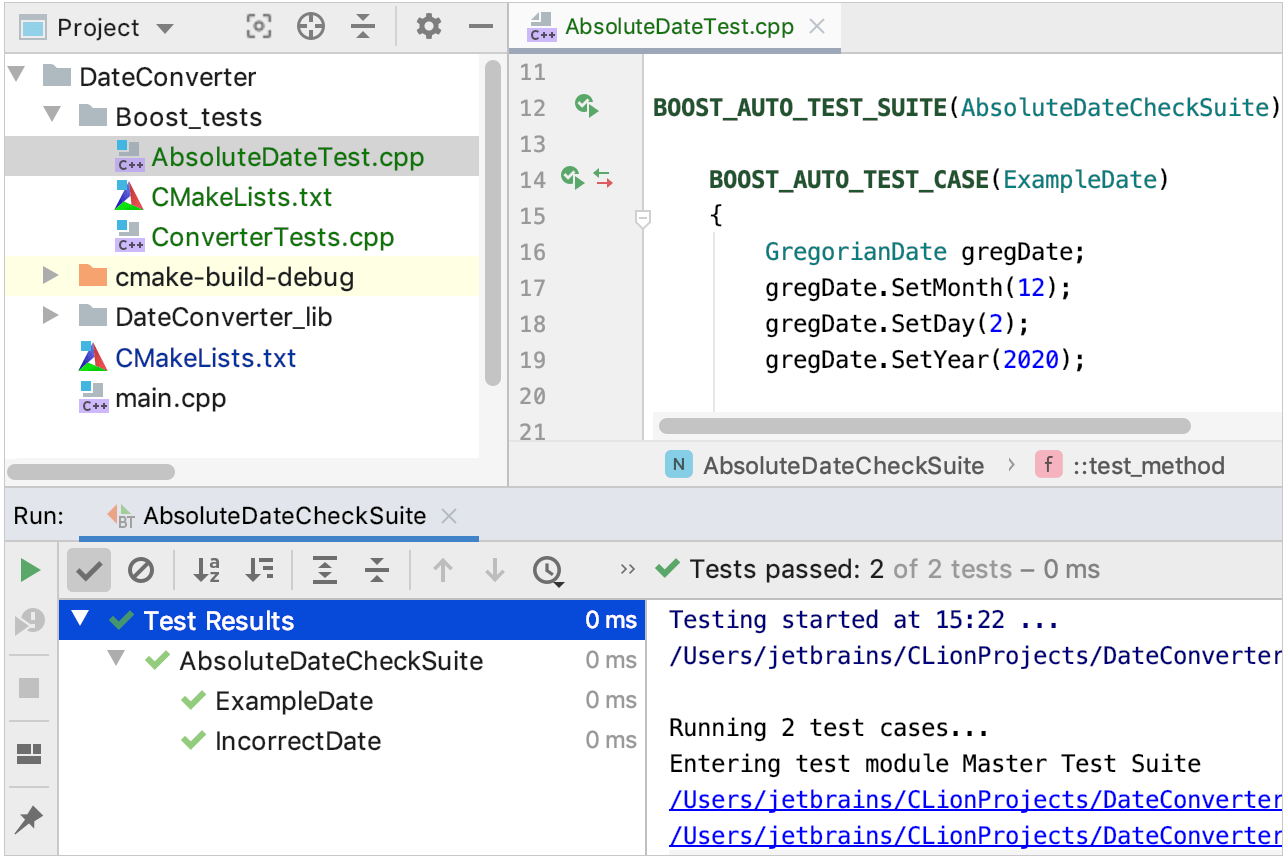 Project
DateConverter
Boost_tests
C++ AbsoluteDateTest.cpp
CMakeLists.txt
C++ ConverterTests.cpp
cmake-build-debug
DateConverter_lib
CMakeLists.txt
C++ main.cpp
C++ AbsoluteDateTest.cpp
11
12 BOOST_AUTO_TEST_SUITE(AbsoluteDateCheckSuite)
13
14 BOOST_AUTO_TEST_CASE(ExampleDate)
15 {
16 GregorianDate gregDate;
17 gregDate.SetMonth(12);
18 gregDate.SetDay(2);
19 gregDate.SetYear(2020);
20
21
N AbsoluteDateCheckSuite › f ::test_method
Run: BT AbsoluteDateCheckSuite
» Tests passed: 2 of 2 tests – 0 ms
Test Results 0 ms
AbsoluteDateCheckSuite 0 ms
ExampleDate 0 ms
IncorrectDate 0 ms
Testing started at 15:22 ...
/Users/jetbrains/CLionProjects/DateConverter
Running 2 test cases...
Entering test module Master Test Suite
/Users/jetbrains/CLionProjects/DateConverter
/Users/jetbrains/CLionProjects/DateConverter